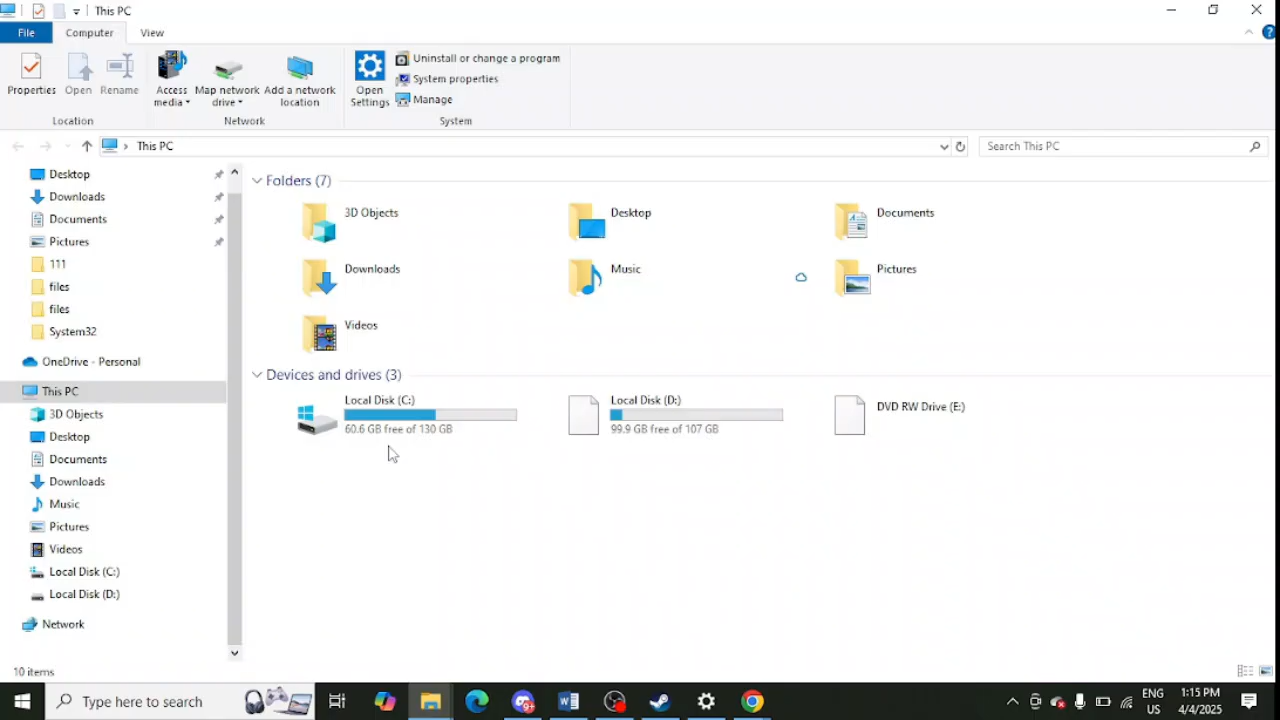 This PC
File Computer View
Properties Open Rename Access media Map network drive Add a network location Open Settings Uninstall or change a program
System properties
Manage
Location Network System
This PC Search This PC
Desktop
Downloads
Documents
Pictures
111
files
files
System32
OneDrive - Personal
This PC
3D Objects
Desktop
Documents
Downloads
Music
Pictures
Videos
Local Disk (C:)
Local Disk (D:)
Network
Folders (7)
3D Objects Desktop Documents
Downloads Music Pictures
Videos
Devices and drives (3)
Local Disk (C:) Local Disk (D:) DVD RW Drive (E:)
60.6 GB free of 130 GB 99.9 GB free of 107 GB
10 items
Type here to search
ENG 1:15 PM
US 4/4/2025